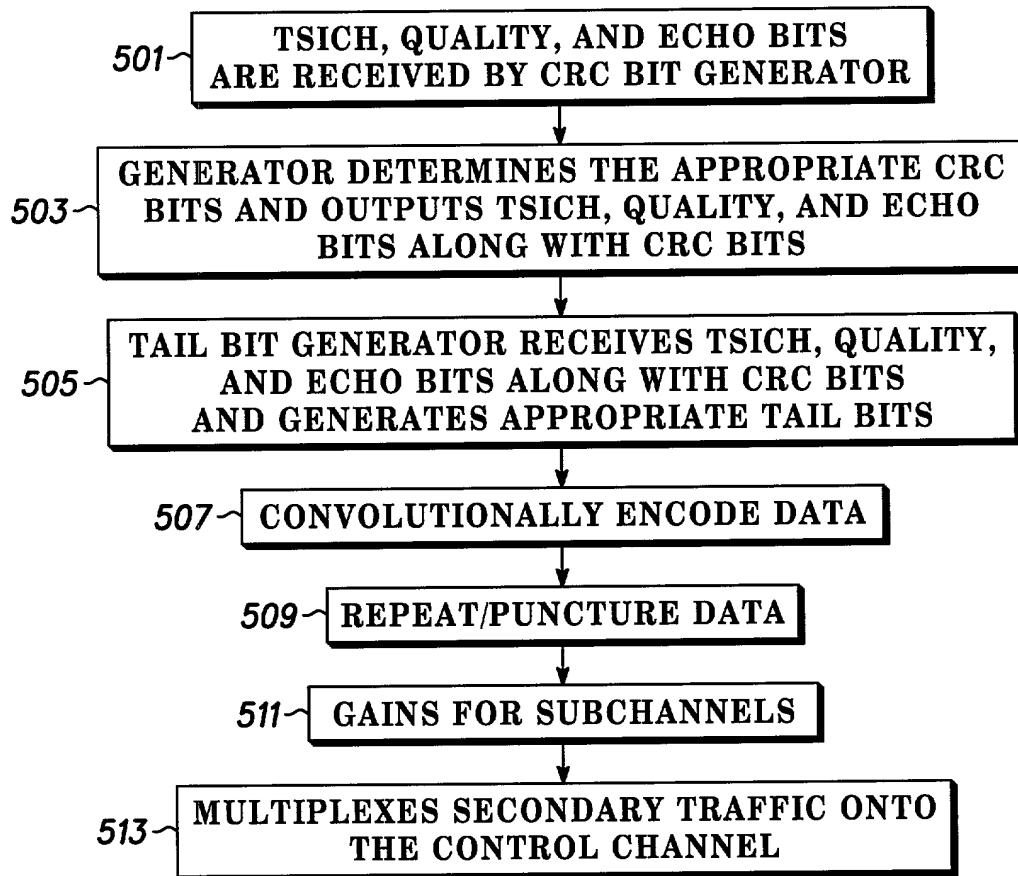 501
TSICH, QUALITY, AND ECHO BITS
ARE RECEIVED BY CRC BIT GENERATOR
503
GENERATOR DETERMINES THE APPROPRIATE CRC
BITS AND OUTPUTS TSICH, QUALITY, AND ECHO
BITS ALONG WITH CRC BITS
505
TAIL BIT GENERATOR RECEIVES TSICH, QUALITY,
AND ECHO BITS ALONG WITH CRC BITS
AND GENERATES APPROPRIATE TAIL BITS
507
CONVOLUTIONALLY ENCODE DATA
509
REPEAT/PUNCTURE DATA
511
GAINS FOR SUBCHANNELS
513
MULTIPLEXES SECONDARY TRAFFIC ONTO
THE CONTROL CHANNEL